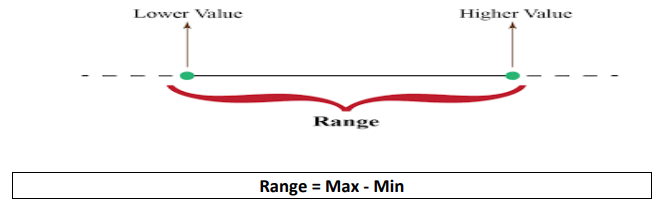 Lower Value Higher Value
Range
Range = Max - Min